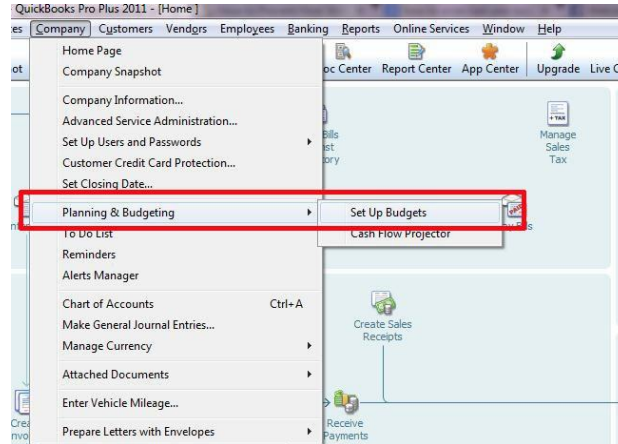 QuickBooks Pro Plus 2011 - [Home]
Company Customers Vendors Employees Banking Reports Online Services Window Help
Center Report Center App Center Upgrade Live
Home Page
Company Snapshot
Company Information...
Advanced Service Administration...
Set Up Users and Passwords
Customer Credit Card Protection...
Set Closing Date...
Planning & Budgeting
Set Up Budgets
To Do List
Cash Flow Projector
Reminders
Alerts Manager
Chart of Accounts Ctrl+A
Make General Journal Entries...
Manage Currency
Attached Documents
Enter Vehicle Mileage...
Prepare Letters with Envelopes
Bills
+ TAX
Manage
Sales
Tax
PAID
Create Sales
Receipts
Receive
Payments